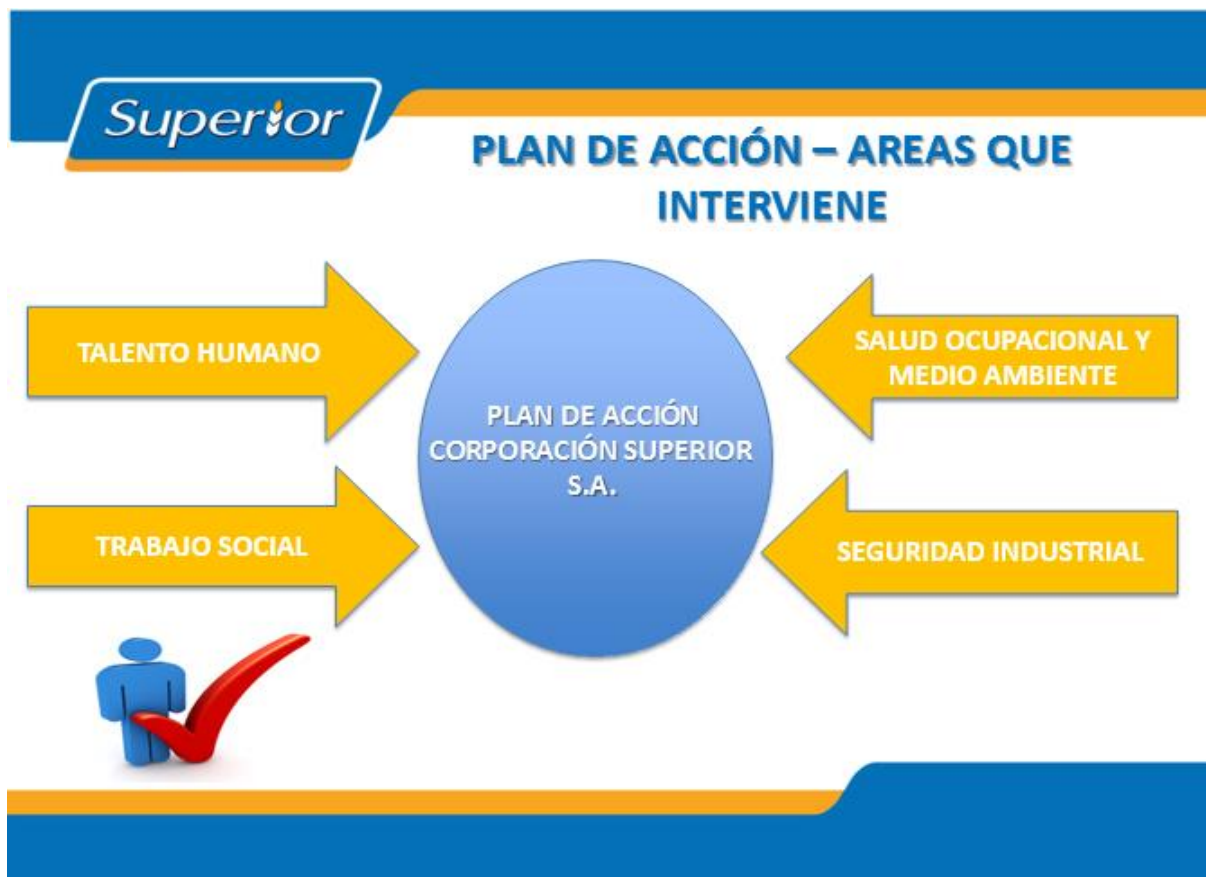 Superior
PLAN DE ACCIÓN – AREAS QUE
INTERVIENE
TALENTO HUMANO
SALUD OCUPACIONAL Y
MEDIO AMBIENTE
PLAN DE ACCIÓN
CORPORACIÓN SUPERIOR
S.A.
TRABAJO SOCIAL
SEGURIDAD INDUSTRIAL